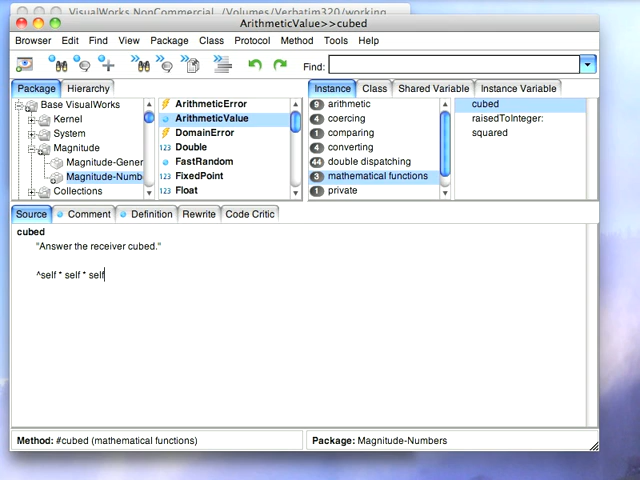 VisualWorks NonCommercial, /Volumes/Verbatim320/working
ArithmeticValue>>cubed
Browser Edit Find View Package Class Protocol Method Tools Help
Find:
Package Hierarchy
Instance Class Shared Variable Instance Variable
Base VisualWorks
Kernel
System
Magnitude
Magnitude-Gener
Magnitude-Numb
Collections
ArithmeticError
ArithmeticValue
DomainError
123 Double
FastRandom
123 FixedPoint
123 Float
9 arithmetic
4 coercing
1 comparing
4 converting
44 double dispatching
3 mathematical functions
1 private
cubed
raisedToInteger:
squared
Source Comment Definition Rewrite Code Critic
cubed
"Answer the receiver cubed."
^self * self * self
Method: #cubed (mathematical functions)
Package: Magnitude-Numbers